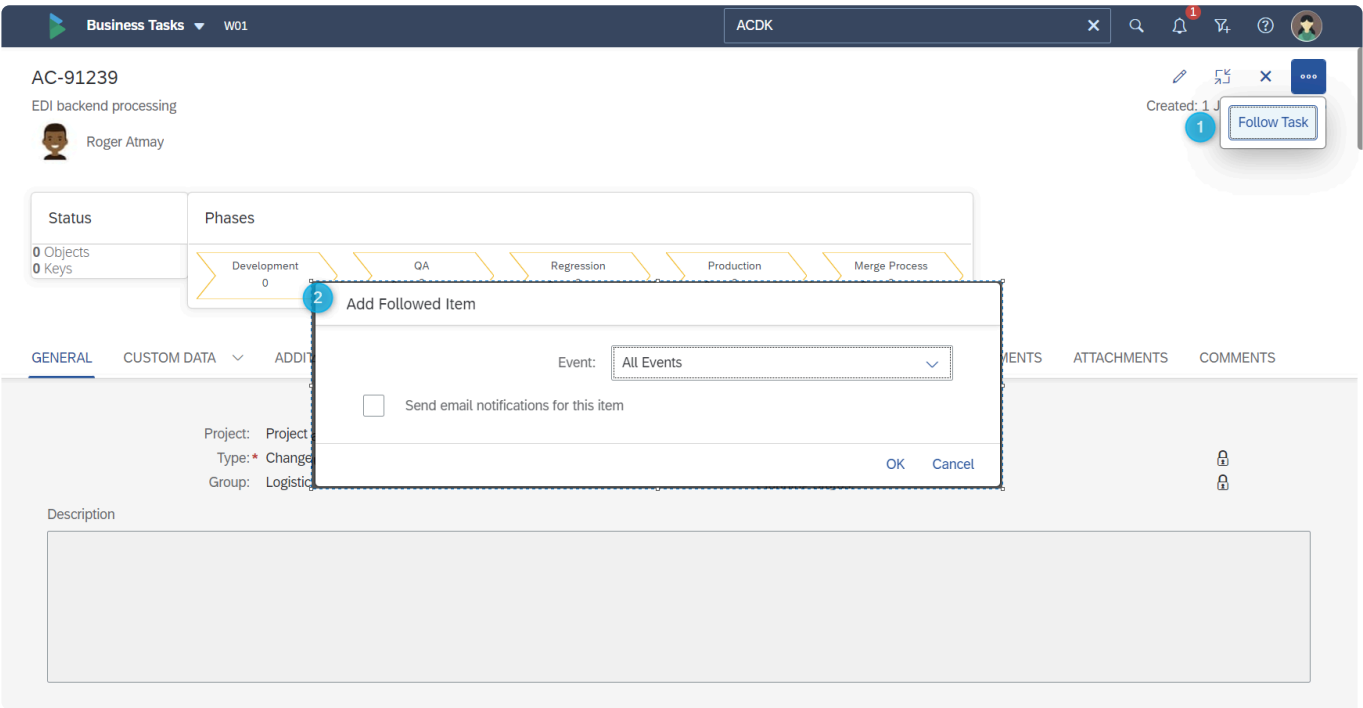 Business Tasks W01 ACDK 1
AC-91239
EDI backend processing
Created: 1 J
Roger Atmay
1 Follow Task
Status Phases
0 Objects
0 Keys
Development QA Regression Production Merge Process
0
2 Add Followed Item
GENERAL CUSTOM DATA ADDIT MENTS ATTACHMENTS COMMENTS
Event: All Events
Send email notifications for this item
Project: Project
Type:* Change
Group: Logistic
OK Cancel
Description